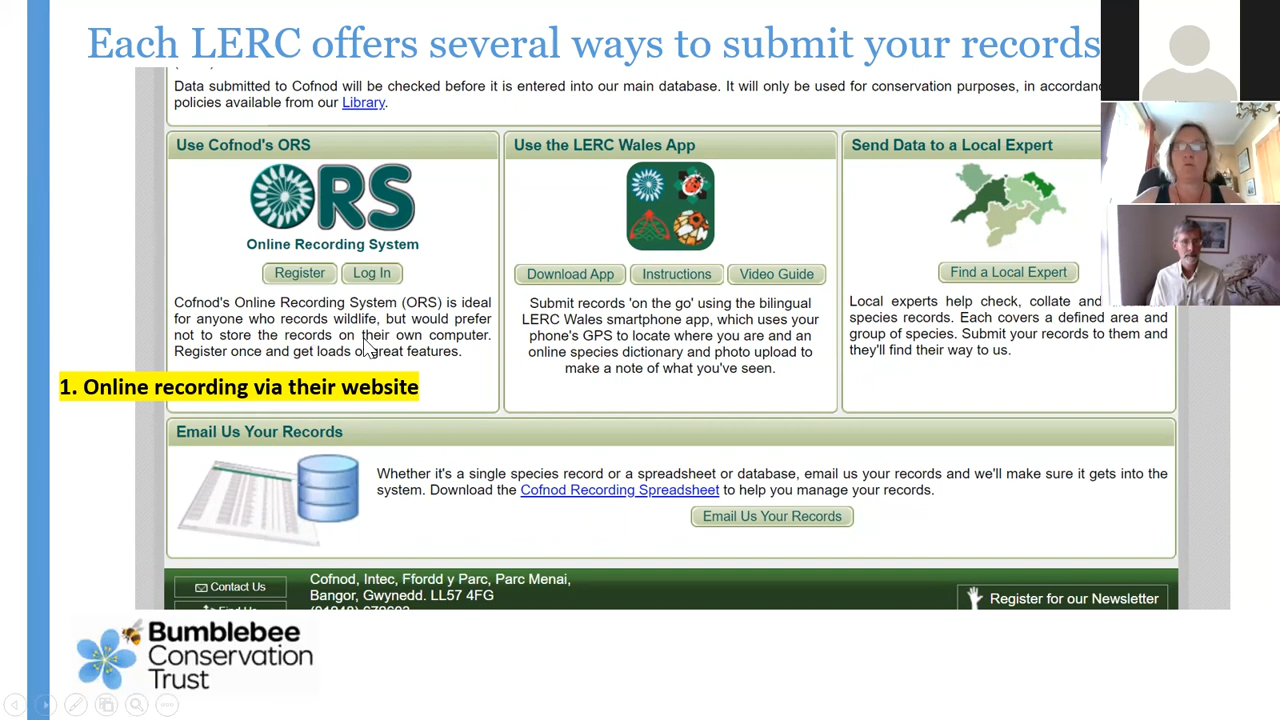 Each LERC offers several ways to submit your records
Data submitted to Cofnod will be checked before it is entered into our main database. It will only be used for conservation purposes, in
policies available from our Library.
Use Cofnod's ORS
ORS
Online Recording System
Register
Log In
Cofnod's Online Recording System (ORS) is ideal
for anyone who records wildlife, but would prefer
not to store the records on their own computer.
Register once and get loads of great features.
1. Online recording via their website
Use the LERC Wales App
Download App
Instructions
Video Guide
Submit records 'on the go' using the bilingual
LERC Wales smartphone app, which uses your
phone's GPS to locate where you are and an
online species dictionary and photo upload to
make a note of what you've seen.
Send Data to a Local Expert
Find a Local Expert
Local experts help check, collate and
species records. Each covers a defined area and
group of species. Submit your records to them and
they'll find their way to us.
Email Us Your Records
Whether it's a single species record or a spreadsheet or database, email us your records and we'll make sure it gets into the
system. Download the Cofnod Recording Spreadsheet to help you manage your records.
Email Us Your Records
Contact Us
Cofnod, Intec, Ffordd y Parc, Parc Menai,
Bangor, Gwynedd. LL57 4FG
Register for our Newsletter
Bumblebee
Conservation
Trust